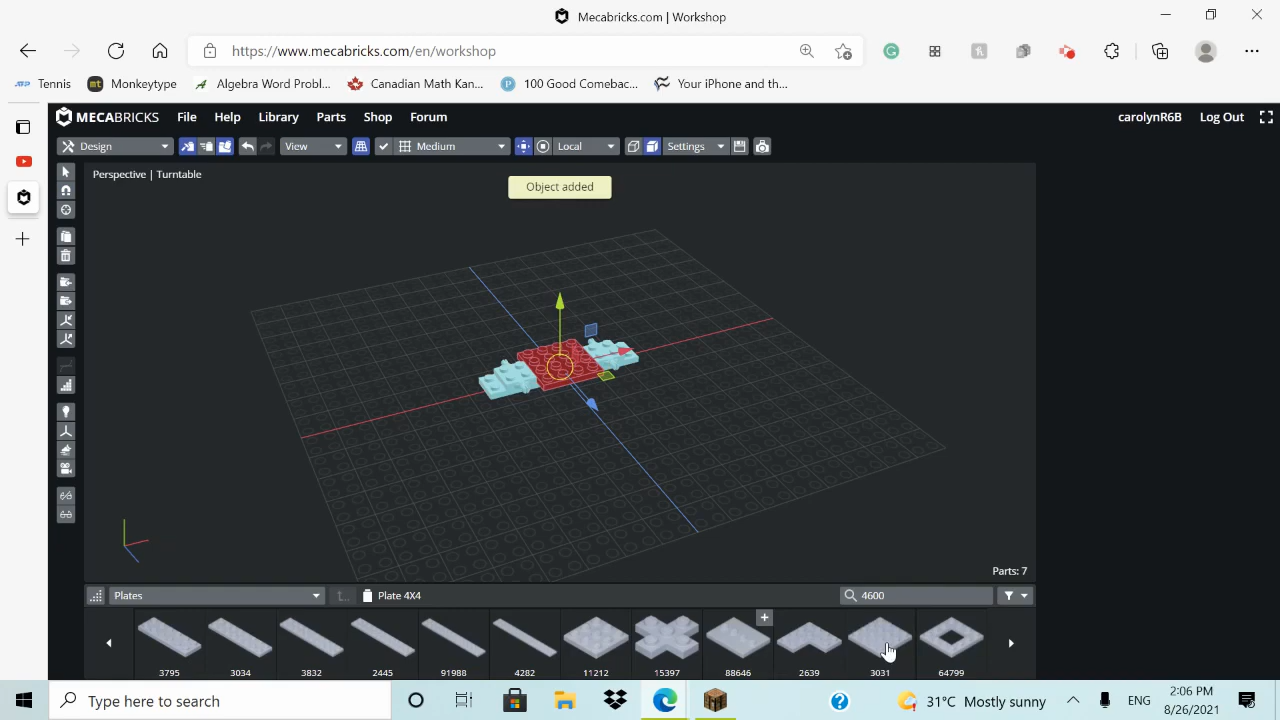 Mecabricks.com | Workshop
https://www.mecabricks.com/en/workshop
Tennis
mt Monkeytype
Algebra Word Probl...
Canadian Math Kan...
P 100 Good Comebac...
Your iPhone and th...
MECABRICKS File Help Library Parts Shop Forum carolynR6B Log Out
Design View Medium Local Settings
Perspective | Turntable
Object added
Parts: 7
Plates Plate 4X4 4600
3795 3034 3832 2445 91988 4282 11212 15397 88646 2639 3031 64799
Type here to search
31°C Mostly sunny
ENG
2:06 PM
8/26/2021